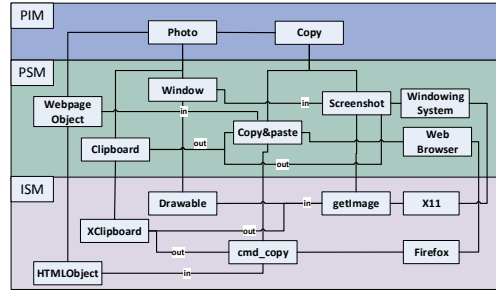 PIM
Photo
Copy
PSM
Window
in
Screenshot
Windowing
System
Webpage
Object
in
Copy&paste
Web
Browser
Clipboard
out
out
ISM
Drawable
in
getImage
X11
XClipboard
out
out
cmd_copy
Firefox
HTMLObject
in